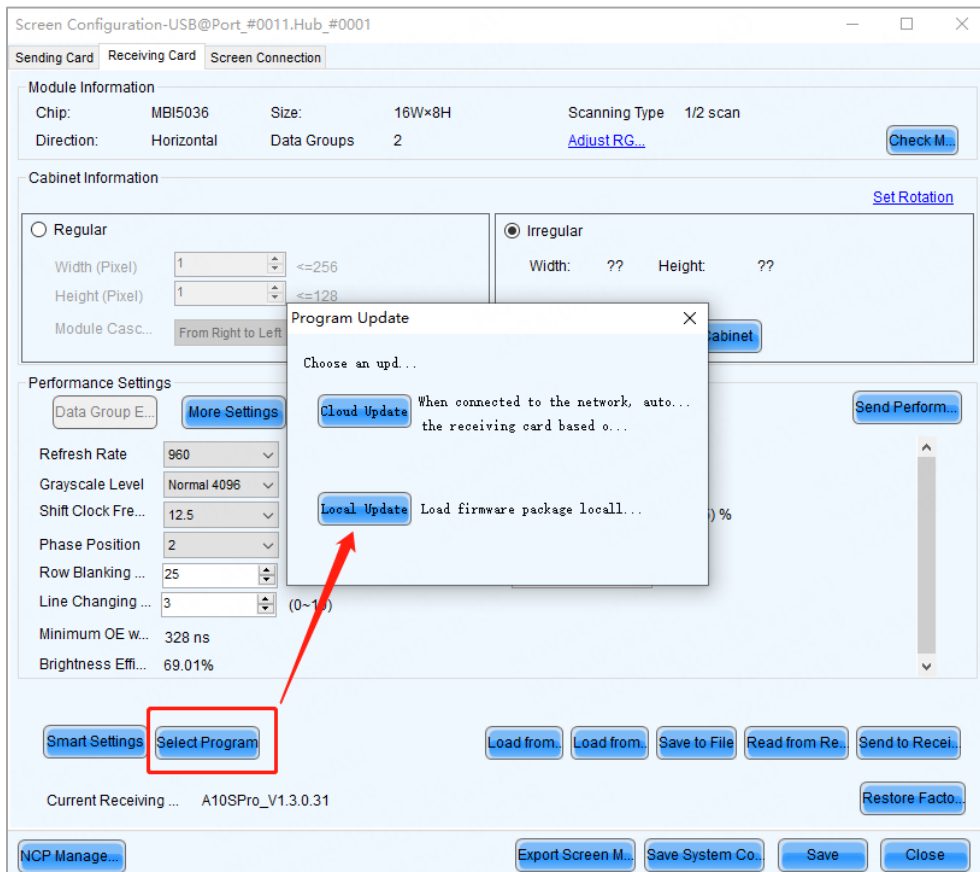 Screen Configuration-USB@Port_#0011.Hub_#0001
Sending Card Receiving Card Screen Connection
Module Information
Chip: MBI5036 Size: 16W×8H Scanning Type 1/2 scan
Direction: Horizontal Data Groups 2 Adjust RG... Check M...
Cabinet Information
Set Rotation
Regular Irregular
Width (Pixel) 1 <=256 Width: ?? Height: ??
Height (Pixel) 1 <=128
Module Casc... From Right to Left Cabinet
Program Update
Choose an upd...
Cloud Update When connected to the network, auto...
the receiving card based o...
Local Update Load firmware package locall...
Performance Settings
Data Group E... More Settings Send Perform...
Refresh Rate 960
Grayscale Level Normal 4096
Shift Clock Fre... 12.5 ) %
Phase Position 2
Row Blanking ... 25
Line Changing ... 3
Minimum OE w... 328 ns
Brightness Effi... 69.01%
Smart Settings Select Program Load from.. Load from.. Save to File Read from Re.. Send to Recei..
Current Receiving ... A10SPro_V1.3.0.31 Restore Facto..
NCP Manage... Export Screen M.. Save System Co.. Save Close